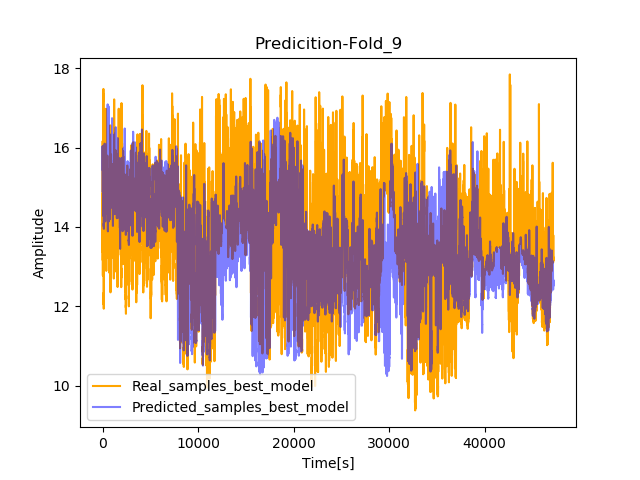 Predicition-Fold_9
18
16
14
12
10
Amplitude
Real_samples_best_model
Predicted_samples_best_model
0
10000
20000
30000
40000
Time[s]